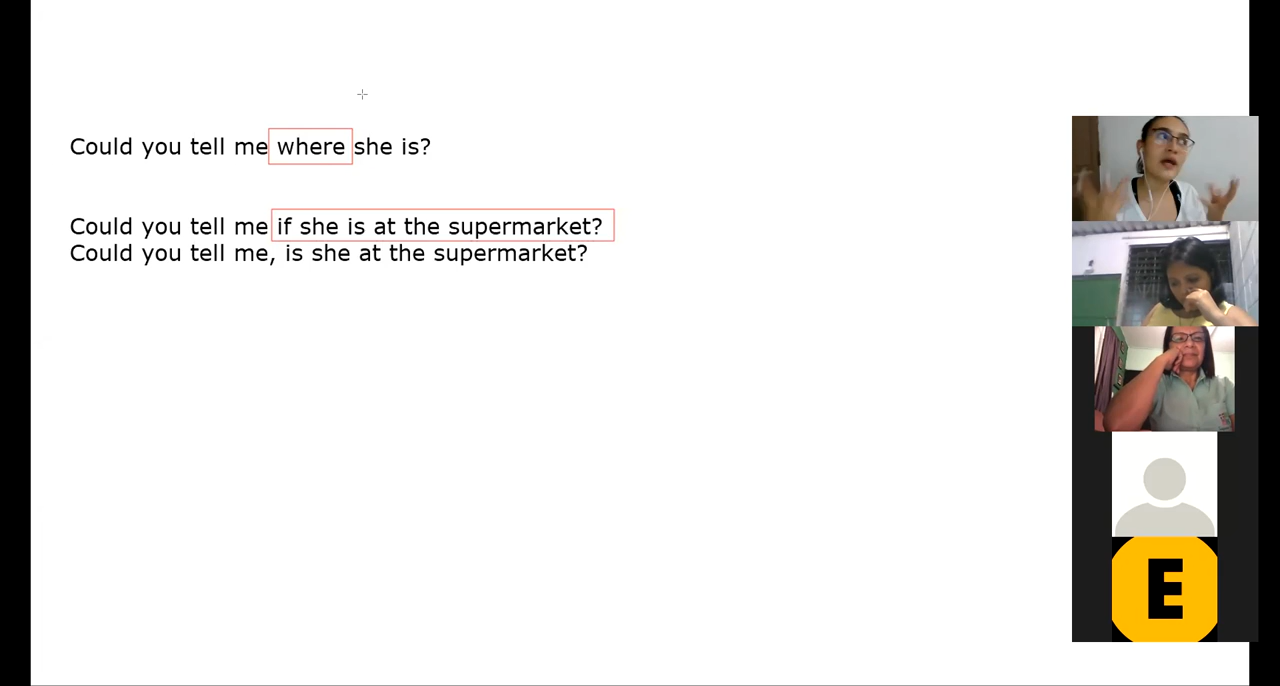 Could you tell me where she is?
Could you tell me if she is at the supermarket?
Could you tell me, is she at the supermarket?
E